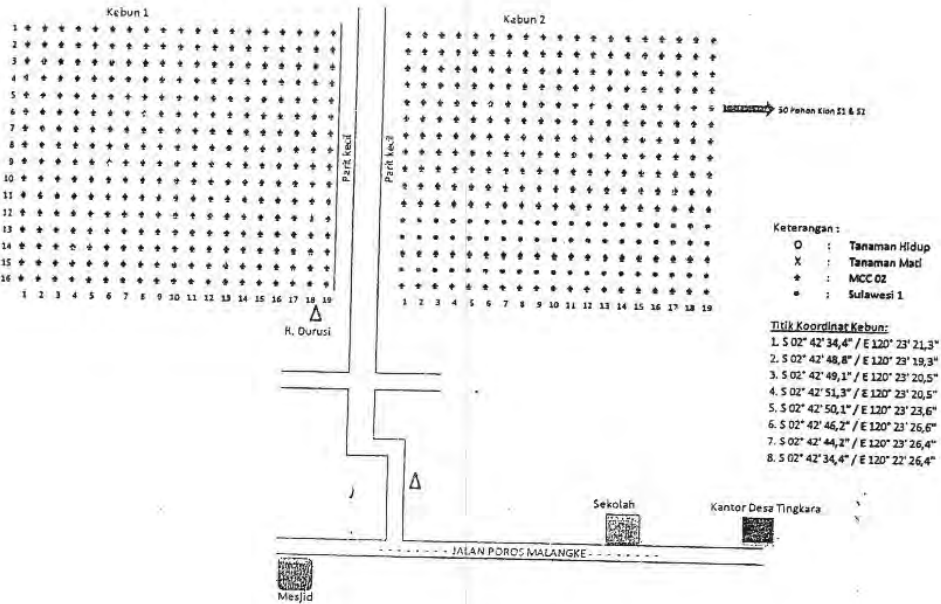 Kebun 1
Kebun 2
1
2
3
4
5
6
7
8
9
10
11
12
13
14
15
16
1 2 3 4 5 6 7 8 9 10 11 12 13 14 15 16 17 18 19
1 2 3 4 5 6 7 8 9 10 11 12 13 14 15 16 17 18 19
Parit kecil
Parit kecil
50 Pohon Klon S1 & S2
H. Durusi
Keterangan :
O : Tanaman Hidup
X : Tanaman Mati
: MCC 02
• : Sulawesi 1
Titik Koordinat Kebun:
1. S 02° 42' 34,4" / E 120° 23' 21,3"
2. S 02° 42' 48,8" / E 120° 23' 19,3"
3. S 02° 42' 49,1" / E 120° 23' 20,5"
4. S 02° 42' 51,3" / E 120° 23' 20,5"
5. S 02° 42' 50,1" / E 120° 23' 23,6"
6. S 02° 42' 46,2" / E 120° 23' 26,6"
7. S 02° 42' 44,2" / E 120° 23' 26,4"
8. S 02° 42' 34,4" / E 120° 22' 26,4"
Sekolah
Kantor Desa Tingkara
JALAN POROS MALANGKE
Mesjid